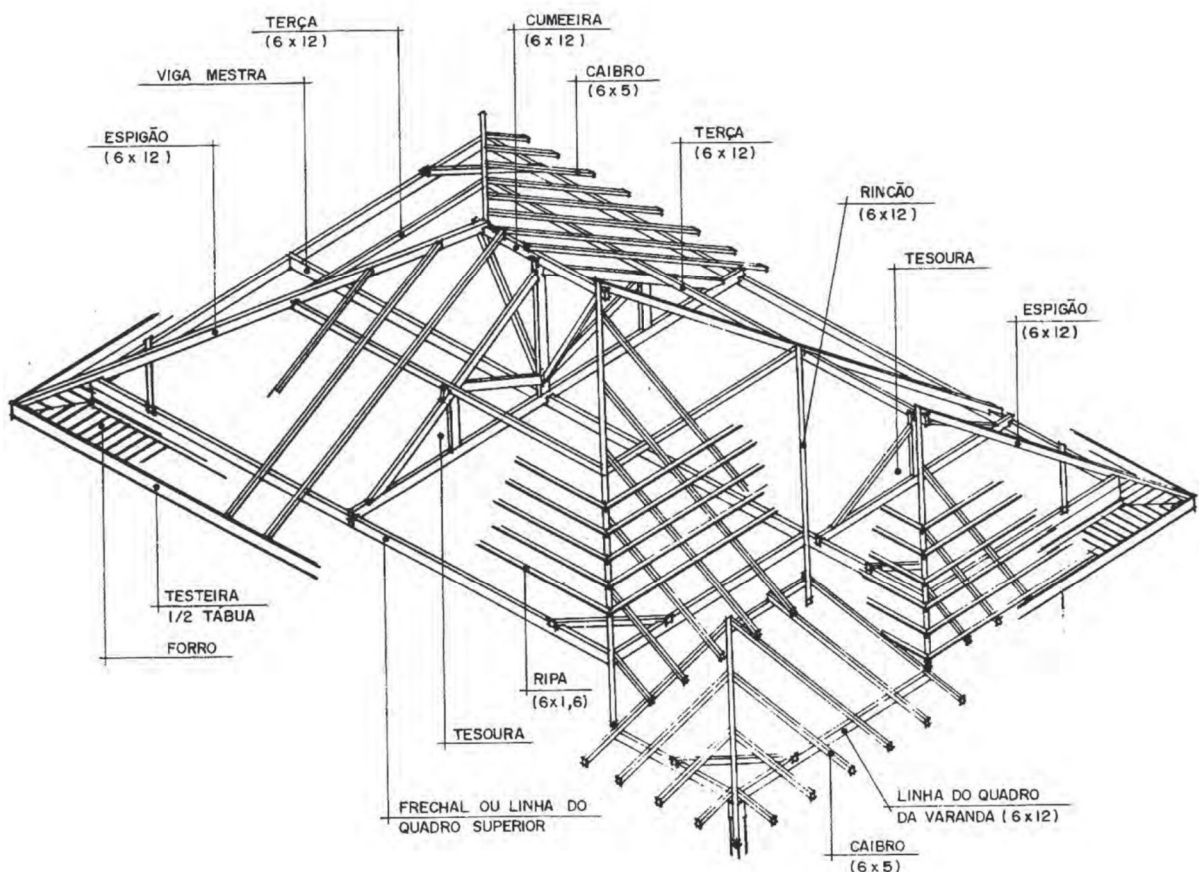 TERÇA
(6 x 12)
CUMEEIRA
(6 x 12)
VIGA MESTRA
CAIBRO
(6 x 5)
ESPIGÃO
(6 x 12)
TERÇA
(6 x 12)
RINCÃO
(6 x 12)
TESOURA
ESPIGÃO
(6 x 12)
TESTEIRA
1/2 TÁBUA
FORRO
RIPA
(6 x 1,6)
TESOURA
FRECHAL OU LINHA DO
QUADRO SUPERIOR
LINHA DO QUADRO
DA VARANDA (6 x 12)
CAIBRO
(6 x 5)